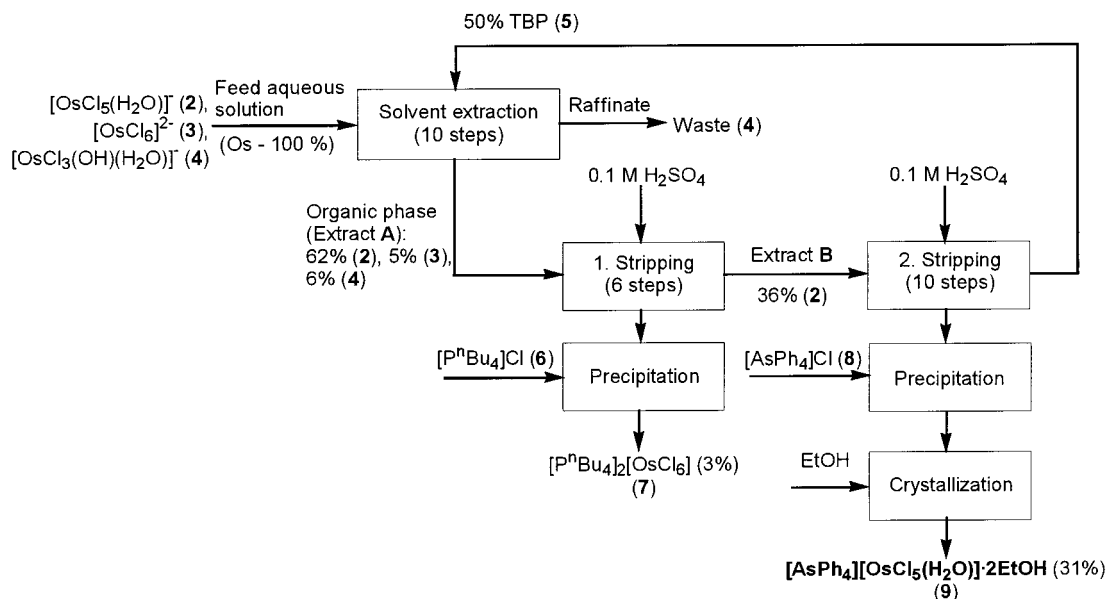 50% TBP (5)
[OsCl5(H2O)]- (2),
[OsCl6]2- (3),
[OsCl3(OH)(H2O)]- (4)
Feed aqueous
solution
(Os - 100 %)
Solvent extraction
(10 steps)
Raffinate
Waste (4)
Organic phase
(Extract A):
62% (2), 5% (3),
6% (4)
0.1 M H2SO4
1. Stripping
(6 steps)
Extract B
36% (2)
0.1 M H2SO4
2. Stripping
(10 steps)
[PnBu4]Cl (6)
Precipitation
[PnBu4]2[OsCl6] (3%)
(7)
[AsPh4]Cl (8)
Precipitation
EtOH
Crystallization
[AsPh4][OsCl5(H2O)]·2EtOH (31%)
(9)